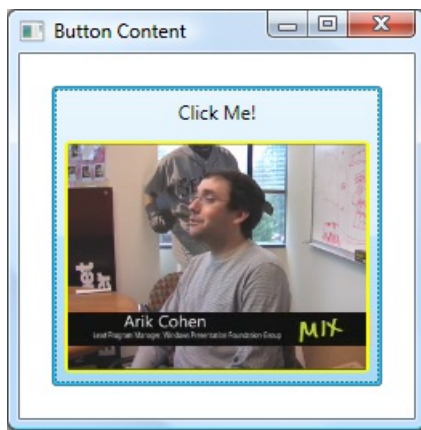 Button Content
Click Me!
Arik Cohen
Lead Program Manager, Windows Presentation Foundation Group
MIX